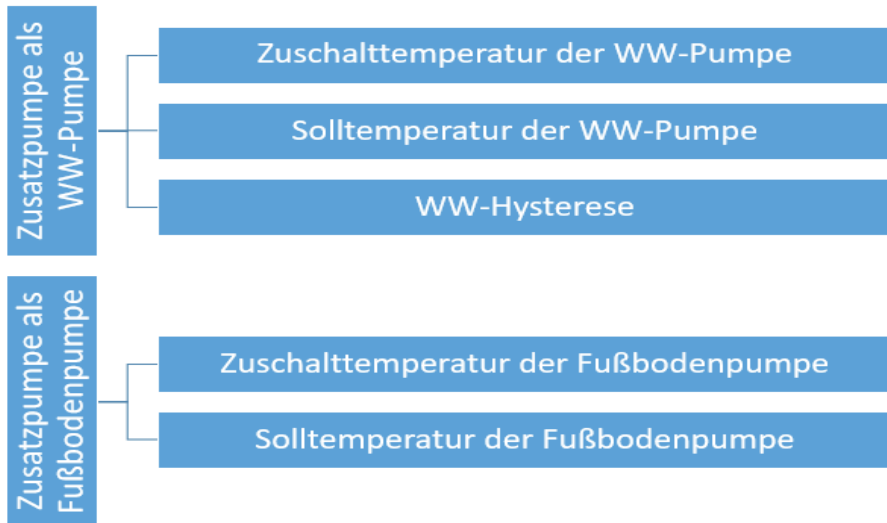 Zusatzpumpe als
WW-Pumpe
Zuschalttemperatur der WW-Pumpe
Solltemperatur der WW-Pumpe
WW-Hysterese
Zusatzpumpe als
Fußbodenpumpe
Zuschalttemperatur der Fußbodenpumpe
Solltemperatur der Fußbodenpumpe